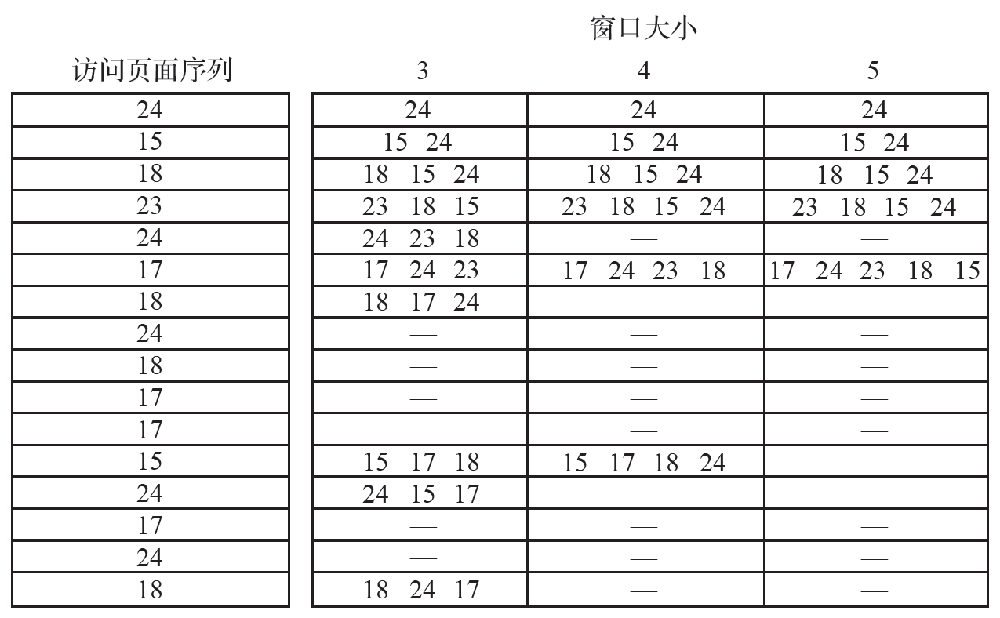 窗口大小
访问页面序列 3 4 5
24 24 24 24
15 15 24 15 24 15 24
18 18 15 24 18 15 24 18 15 24
23 23 18 15 23 18 15 24 23 18 15 24
24 24 23 18 — —
17 17 24 23 17 24 23 18 17 24 23 18 15
18 18 17 24 — —
24 — — —
18 — — —
17 — — —
17 — — —
15 15 17 18 15 17 18 24 —
24 24 15 17 — —
17 — — —
24 — — —
18 18 24 17 — —